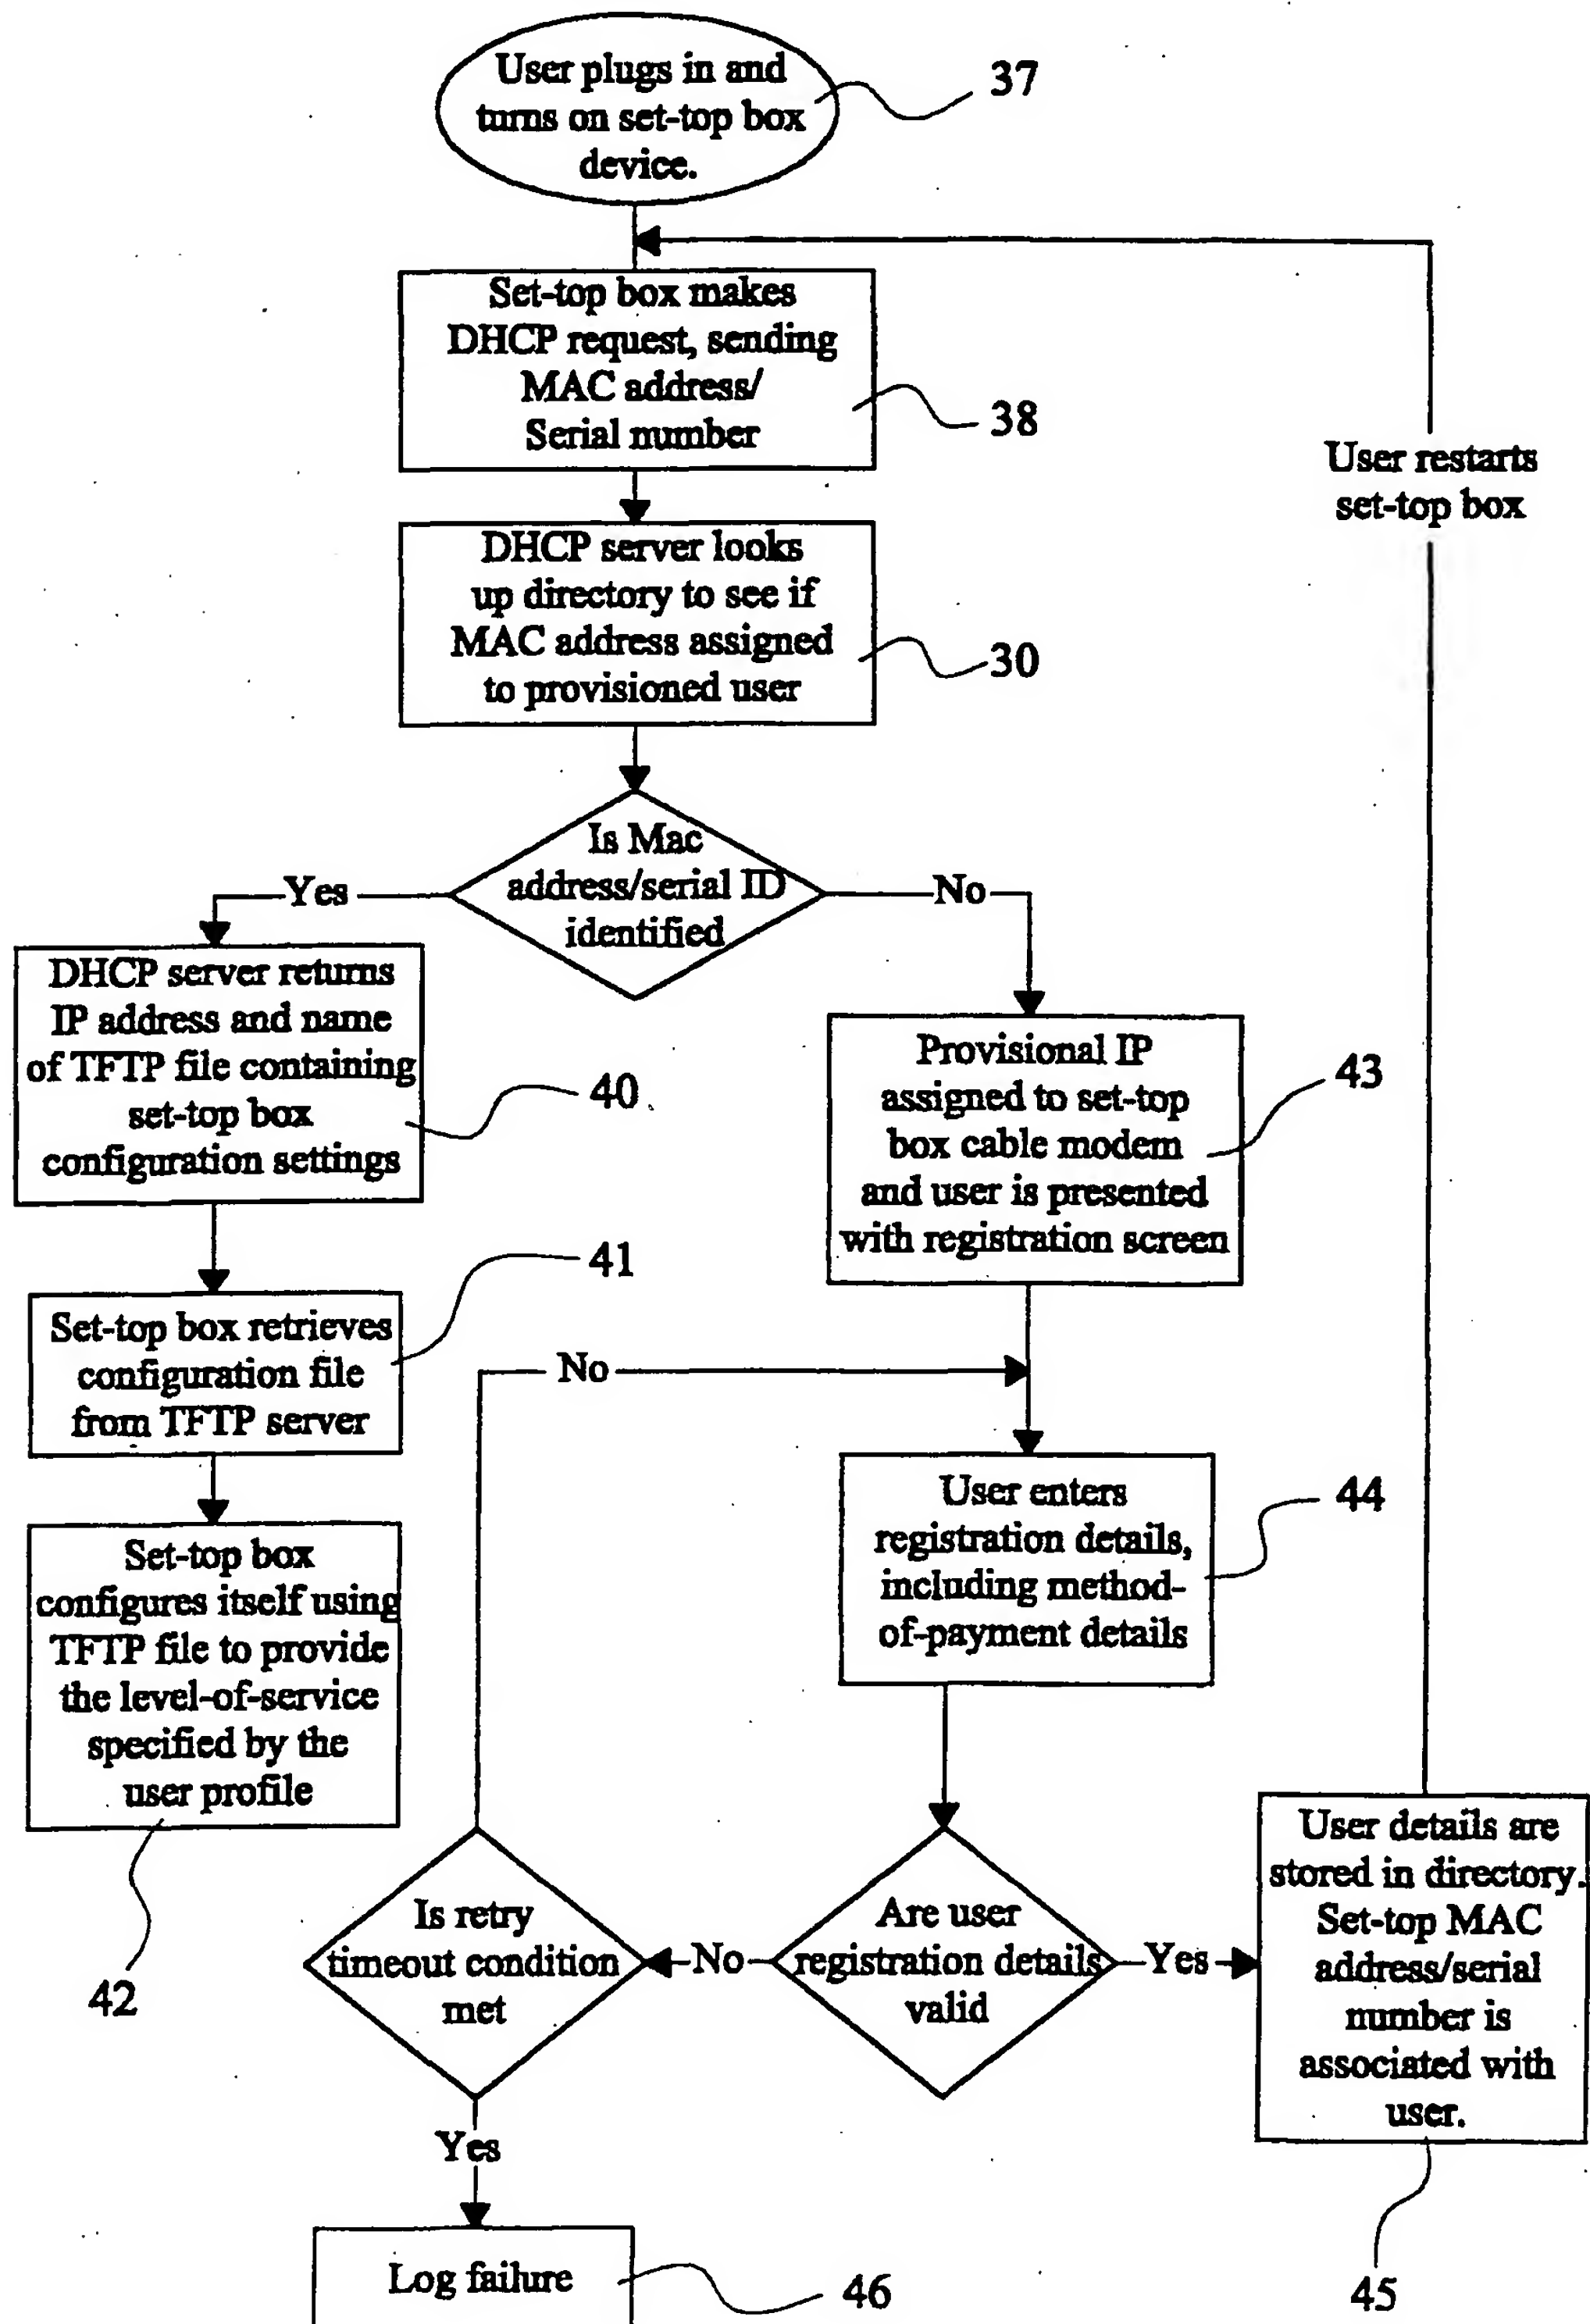 User plugs in and
turns on set-top box
device.
37
Set-top box makes
DHCP request, sending
MAC address/
Serial number
38
User restarts
set-top box
DHCP server looks
up directory to see if
MAC address assigned
to provisioned user
30
Is Mac
address/serial ID
identified
Yes
No
DHCP server returns
IP address and name
of TFTP file containing
set-top box
configuration settings
40
Provisional IP
assigned to set-top
box cable modem
and user is presented
with registration screen
43
Set-top box retrieves
configuration file
from TFTP server
41
No
User enters
registration details,
including method-
of-payment details
44
Set-top box
configures itself using
TFTP file to provide
the level-of-service
specified by the
user profile
42
Is retry
timeout condition
met
No
Are user
registration details
valid
Yes
User details are
stored in directory.
Set-top MAC
address/serial
number is
associated with
user.
45
Yes
Log failure
46